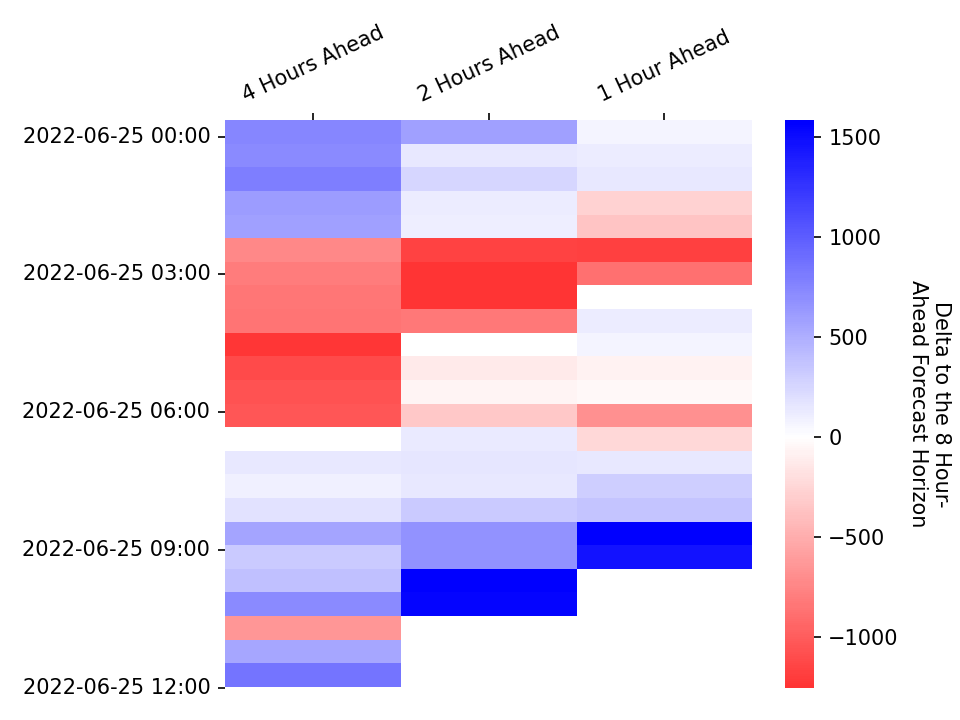 4 Hours Ahead
2 Hours Ahead
1 Hour Ahead
2022-06-25 00:00
2022-06-25 03:00
2022-06-25 06:00
2022-06-25 09:00
2022-06-25 12:00
1500
1000
500
0
−500
−1000
Delta to the 8 Hour-
Ahead Forecast Horizon